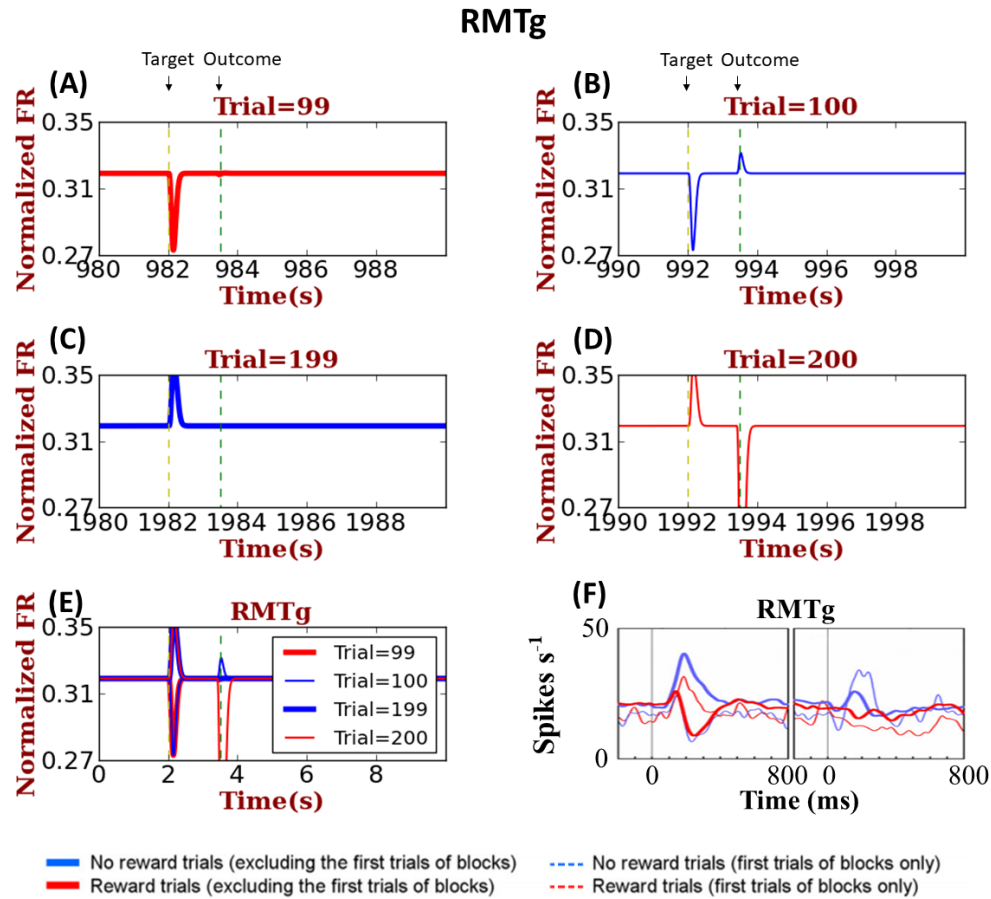 RMTg
Target Outcome
(A)
Trial=99
Normalized FR
0.35
0.31
0.27
980 982 984 986 988
Time(s)
Target Outcome
(B)
Trial=100
Normalized FR
0.35
0.31
0.27
990 992 994 996 998
Time(s)
(C)
Trial=199
Normalized FR
0.35
0.31
0.27
1980 1982 1984 1986 1988
Time(s)
(D)
Trial=200
Normalized FR
0.35
0.31
0.27
1990 1992 1994 1996 1998
Time(s)
(E)
RMTg
Normalized FR
0.35
0.31
0.27
Trial=99
Trial=100
Trial=199
Trial=200
0 2 4 6 8
Time(s)
(F)
RMTg
Spikes s-1
50
0
0 800 0 800
Time (ms)
No reward trials (excluding the first trials of blocks)
Reward trials (excluding the first trials of blocks)
No reward trials (first trials of blocks only)
Reward trials (first trials of blocks only)